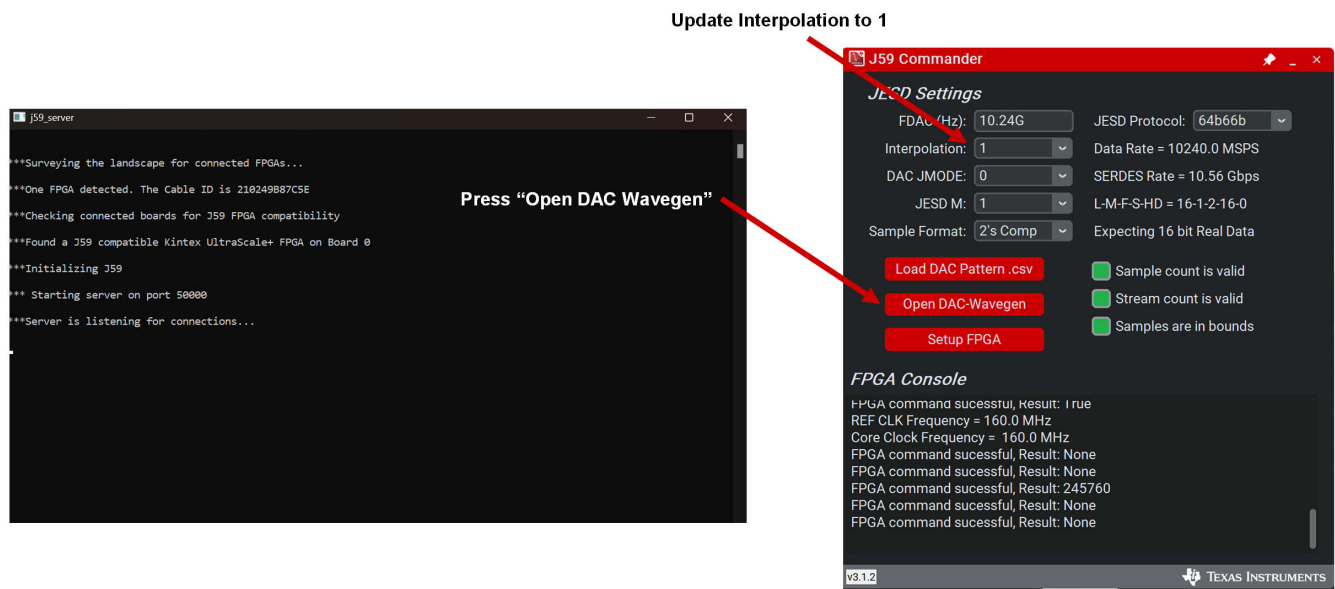 Update Interpolation to 1
j59_server
***Surveying the landscape for connected FPGAs...
***One FPGA detected. The Cable ID is 210249B87C5E
***Checking connected boards for J59 FPGA compatibility
***Found a J59 compatible Kintex UltraScale+ FPGA on Board 0
***Initializing J59
*** Starting server on port 50000
***Server is listening for connections...
Press “Open DAC Wavegen”
J59 Commander
JESD Settings
FDAC (Hz): 10.24G JESD Protocol: 64b66b
Interpolation: 1 Data Rate = 10240.0 MSPS
DAC JMODE: 0 SERDES Rate = 10.56 Gbps
JESD M: 1 L-M-F-S-HD = 16-1-2-16-0
Sample Format: 2's Comp Expecting 16 bit Real Data
Load DAC Pattern .csv Sample count is valid
Open DAC-Wavegen Stream count is valid
Setup FPGA Samples are in bounds
FPGA Console
FPGA command sucessful, Result: True
REF CLK Frequency = 160.0 MHz
Core Clock Frequency = 160.0 MHz
FPGA command sucessful, Result: None
FPGA command sucessful, Result: None
FPGA command sucessful, Result: 245760
FPGA command sucessful, Result: None
FPGA command sucessful, Result: None
v3.1.2 TEXAS INSTRUMENTS